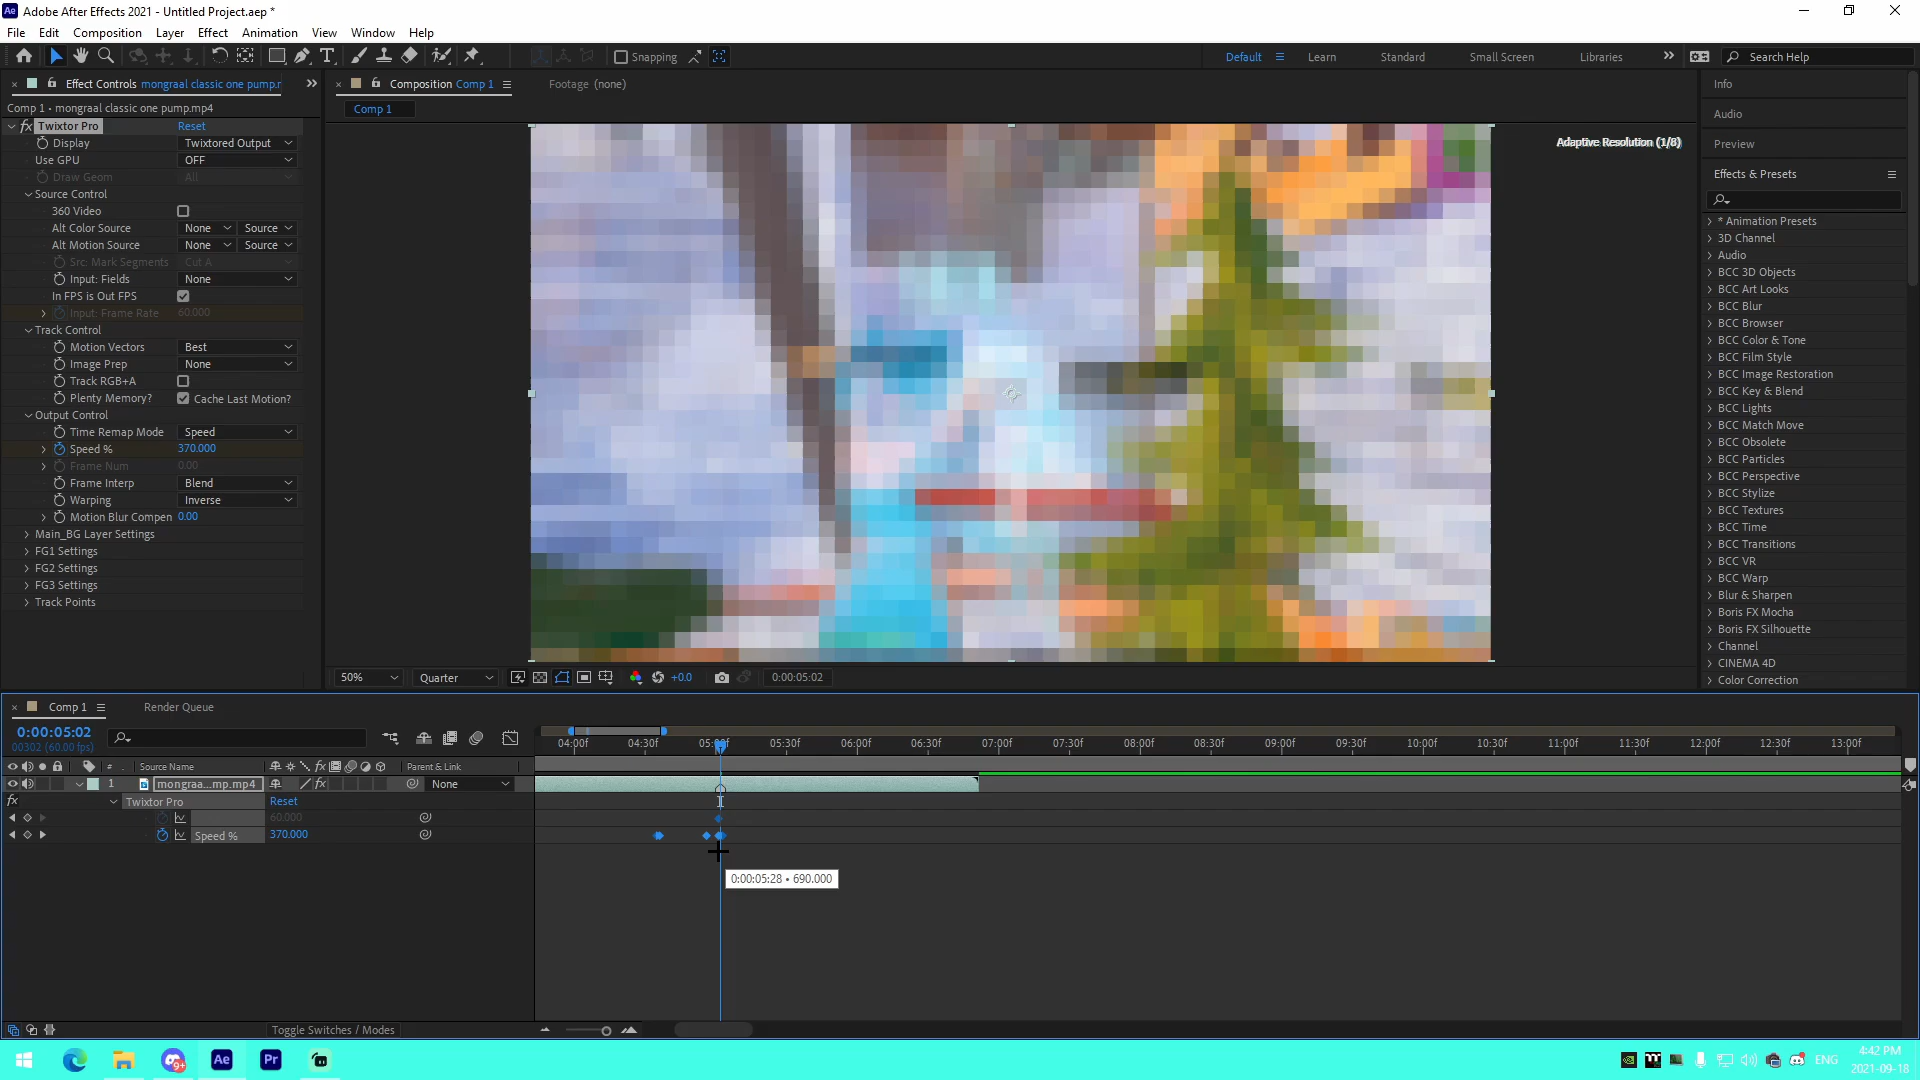 Adobe After Effects 2021 - Untitled Project.aep *
File Edit Composition Layer Effect Animation View Window Help
Snapping Default Learn Standard Small Screen Libraries Search Help
Effect Controls mongraal classic one pump.r
Composition Comp 1
Footage (none)
Comp 1
Comp 1 • mongraal classic one pump.mp4
Twixtor Pro Reset
Display Twixtored Output
Use GPU OFF
Draw Geom All
Source Control
360 Video
Alt Color Source None Source
Alt Motion Source None Source
Src: Mark Segments Cut A
Input: Fields None
In FPS is Out FPS
Input: Frame Rate 60.000
Track Control
Motion Vectors Best
Image Prep None
Track RGB+A
Plenty Memory? Cache Last Motion?
Output Control
Time Remap Mode Speed
Speed % 370.000
Frame Num 0.00
Frame Interp Blend
Warping Inverse
Motion Blur Compen 0.00
Main_BG Layer Settings
FG1 Settings
FG2 Settings
FG3 Settings
Track Points
Adaptive Resolution (1/8)
50% Quarter +0.0 0:00:05:02
Info
Audio
Preview
Effects & Presets
* Animation Presets
3D Channel
Audio
BCC 3D Objects
BCC Art Looks
BCC Blur
BCC Browser
BCC Color & Tone
BCC Film Style
BCC Image Restoration
BCC Key & Blend
BCC Lights
BCC Match Move
BCC Obsolete
BCC Particles
BCC Perspective
BCC Stylize
BCC Textures
BCC Time
BCC Transitions
BCC VR
BCC Warp
Blur & Sharpen
Boris FX Mocha
Boris FX Silhouette
Channel
CINEMA 4D
Color Correction
Comp 1 Render Queue
0:00:05:02
00302 (60.00 fps)
04:00f 04:30f 05:00f 05:30f 06:00f 06:30f 07:00f 07:30f 08:00f 08:30f 09:00f 09:30f 10:00f 10:30f 11:00f 11:30f 12:00f 12:30f 13:00f
# Source Name fx Parent & Link
1 mongraa...mp.mp4 fx None
fx Twixtor Pro Reset
60.000
Speed % 370.000
0:00:05:28 • 690.000
Toggle Switches / Modes
9+ Ae Pr
ENG
4:42 PM
2021-09-18